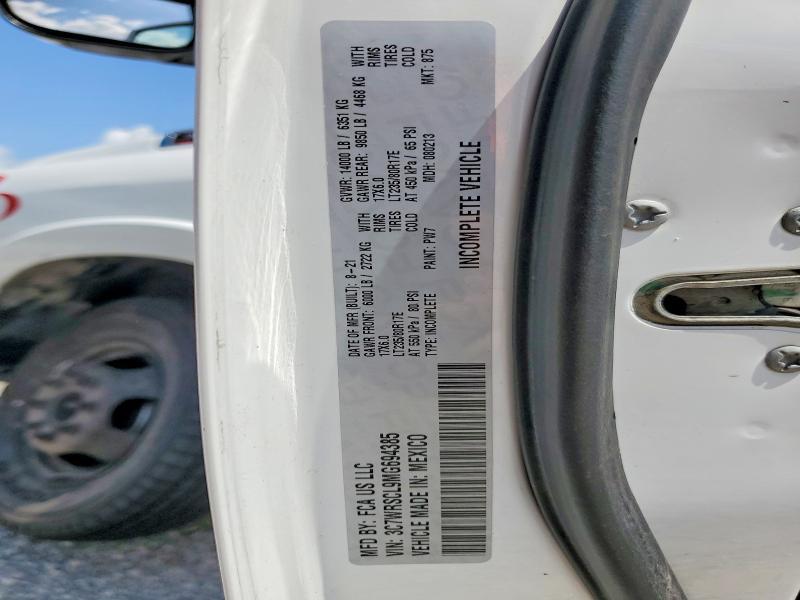 MFD BY: FCA US LLC
DATE OF MFR (BUILT): 8-21
GVWR: 14000 LB / 6351 KG
GAWR FRONT: 6000 LB / 2722 KG WITH
GAWR REAR: 9850 LB / 4468 KG WITH
17X6.0 RIMS
17X6.0 RIMS
LT235/80R17E TIRES
LT235/80R17E TIRES
AT 550 kPa / 80 PSI COLD
AT 450 kPa / 65 PSI COLD
VIN: 3C7WRSCL9MG694385
TYPE: INCOMPLETE
PAINT: PW7
MDH: 080213
MKT: 875
VEHICLE MADE IN: MEXICO
INCOMPLETE VEHICLE